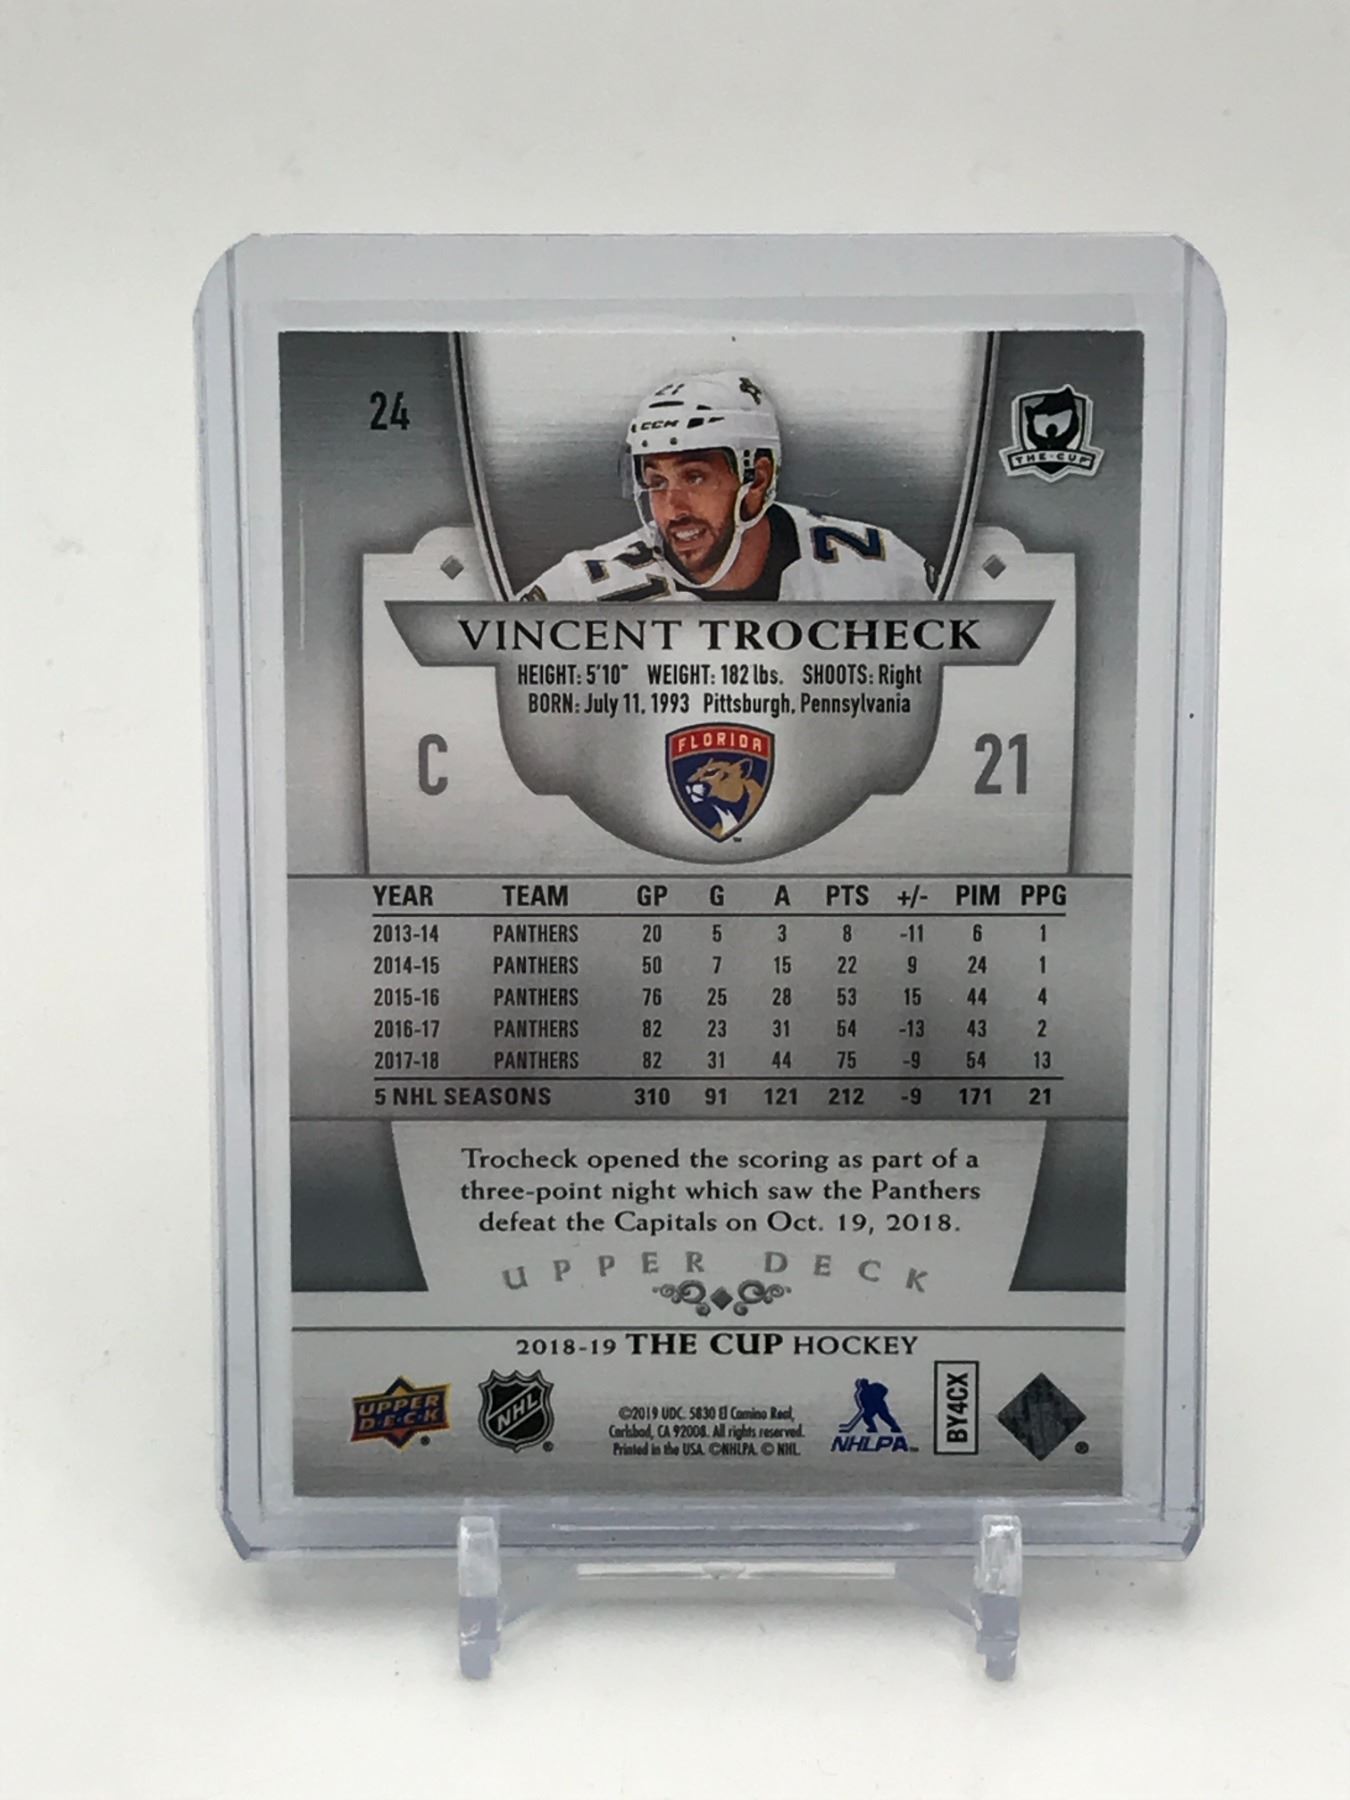 24
THE·CUP
21
CCM
21
21
VINCENT TROCHECK
HEIGHT: 5'10" WEIGHT: 182 lbs. SHOOTS: Right
BORN: July 11, 1993 Pittsburgh, Pennsylvania
FLORIDA
C
21
YEAR TEAM GP G A PTS +/- PIM PPG
2013-14 PANTHERS 20 5 3 8 -11 6 1
2014-15 PANTHERS 50 7 15 22 9 24 1
2015-16 PANTHERS 76 25 28 53 15 44 4
2016-17 PANTHERS 82 23 31 54 -13 43 2
2017-18 PANTHERS 82 31 44 75 -9 54 13
5 NHL SEASONS 310 91 121 212 -9 171 21
Trocheck opened the scoring as part of a
three-point night which saw the Panthers
defeat the Capitals on Oct. 19, 2018.
UPPER DECK
2018-19 THE CUP HOCKEY
UPPER
D·E·C·K
®
NHL
®
©2019 UDC. 5830 El Camino Real,
Carlsbad, CA 92008. All rights reserved.
Printed in the USA. ©NHLPA. © NHL.
NHLPA™
BY4CX
®